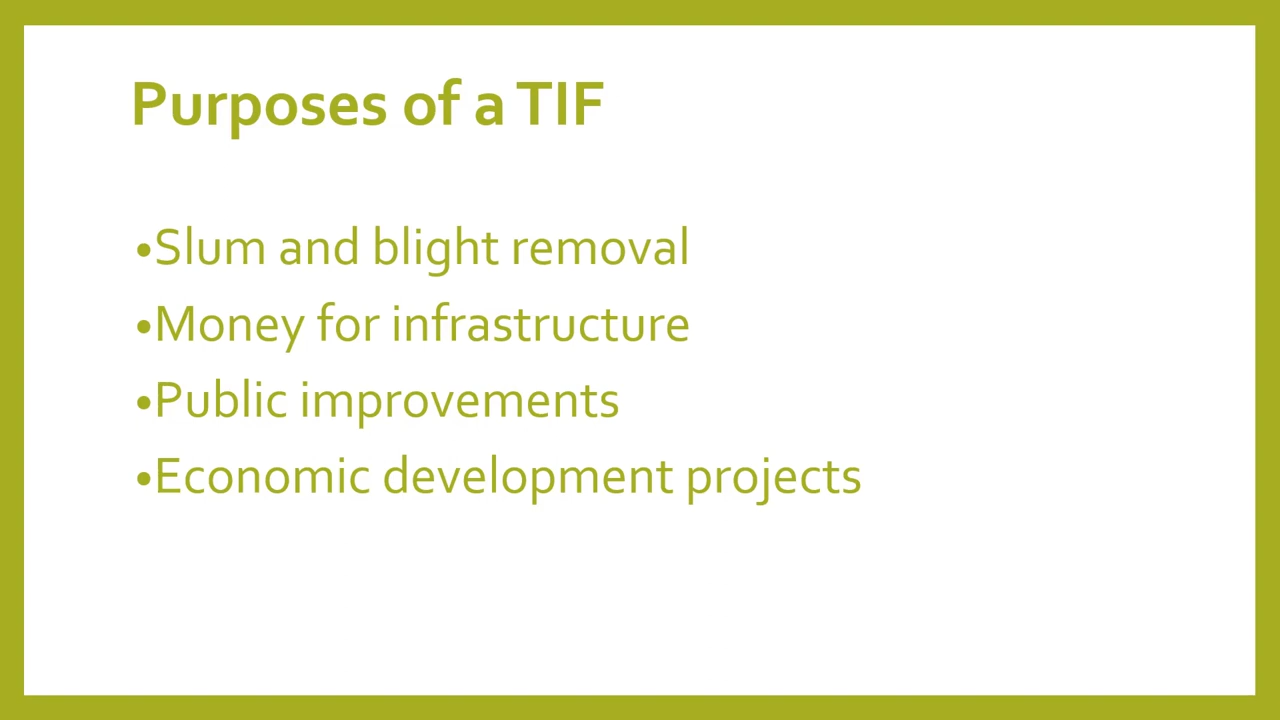 Purposes of a TIF
•Slum and blight removal
•Money for infrastructure
•Public improvements
•Economic development projects